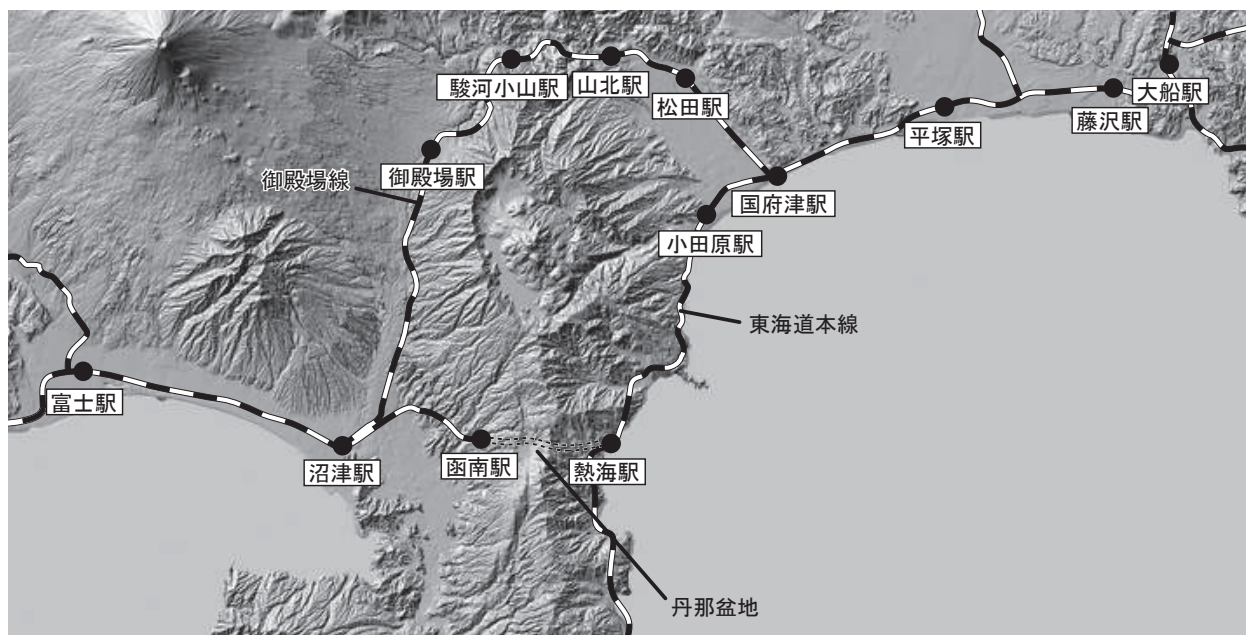 駿河小山駅
山北駅
松田駅
大船駅
藤沢駅
平塚駅
御殿場線
御殿場駅
国府津駅
小田原駅
東海道本線
富士駅
沼津駅
函南駅
熱海駅
丹那盆地